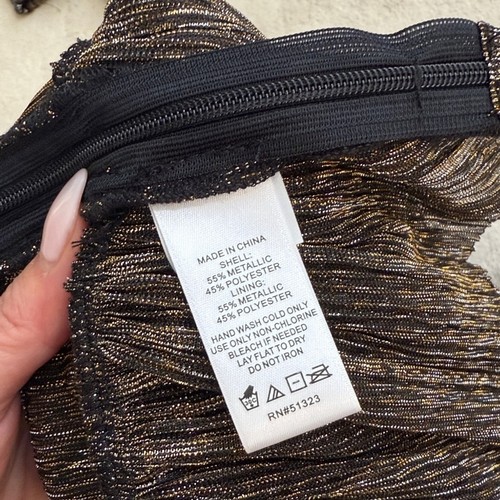 MADE IN CHINA
SHELL:
55% METALLIC
45% POLYESTER
LINING:
55% METALLIC
45% POLYESTER
HAND WASH COLD ONLY
USE ONLY NON-CHLORINE
BLEACH IF NEEDED
LAY FLAT TO DRY
DO NOT IRON
RN#51323